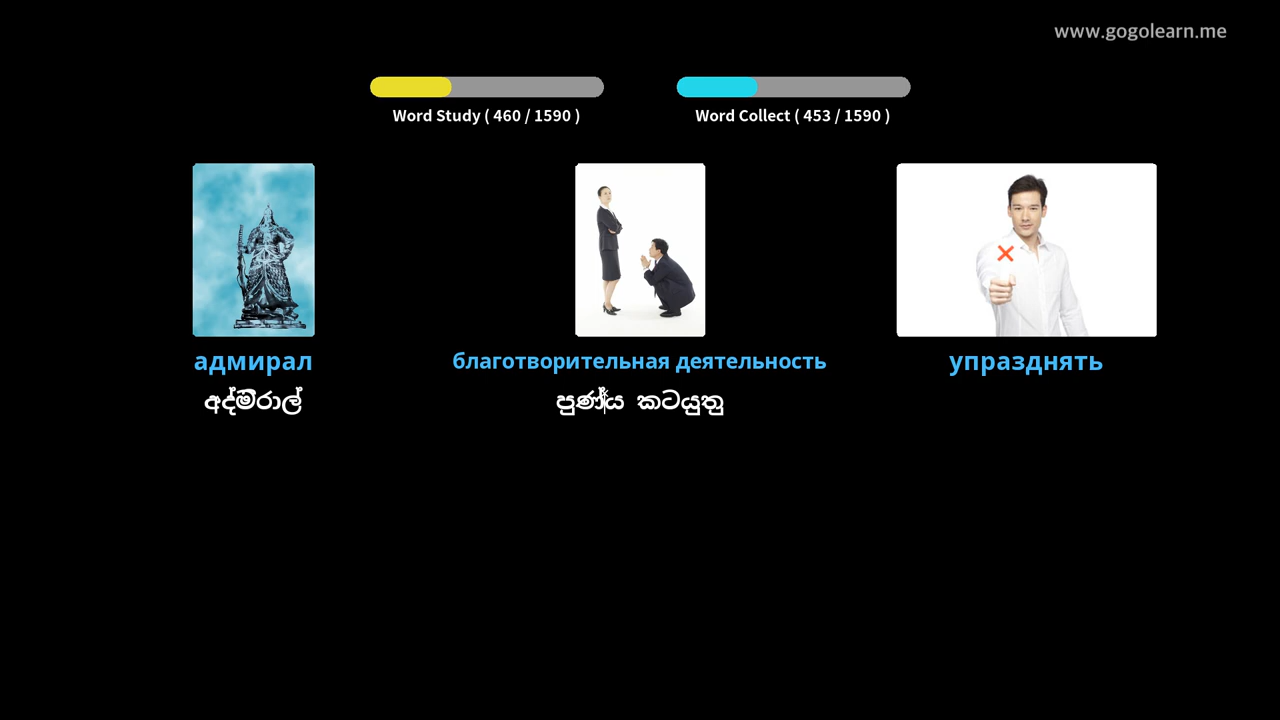 www.gogolearn.me
Word Study ( 460 / 1590 )
Word Collect ( 453 / 1590 )
адмирал
благотворительная деятельность
упразднять
අද්මිරාල්
පුණ්ය කටයුතු